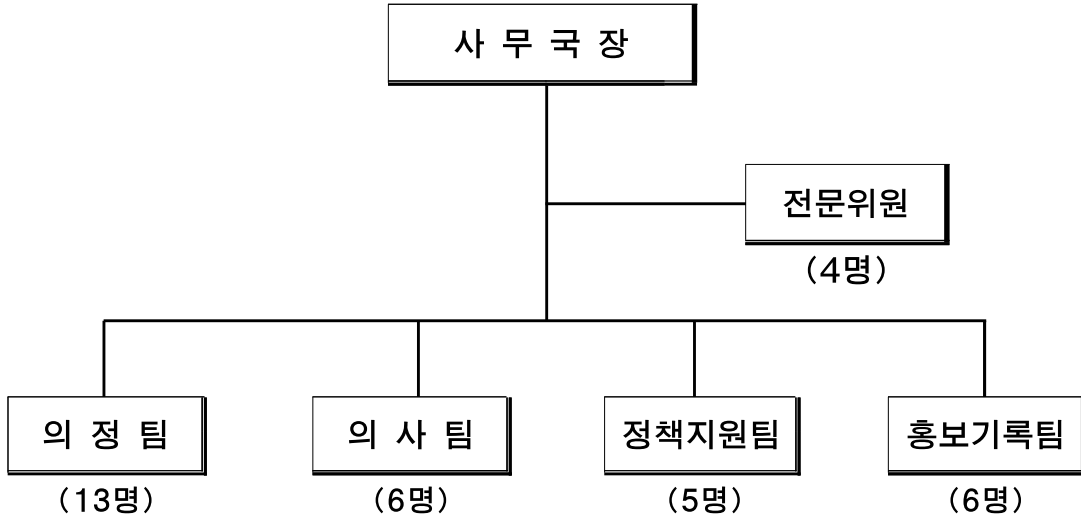 사 무 국 장
전문위원
(4명)
의 정 팀 의 사 팀 정책지원팀 홍보기록팀
(13명) (6명) (5명) (6명)